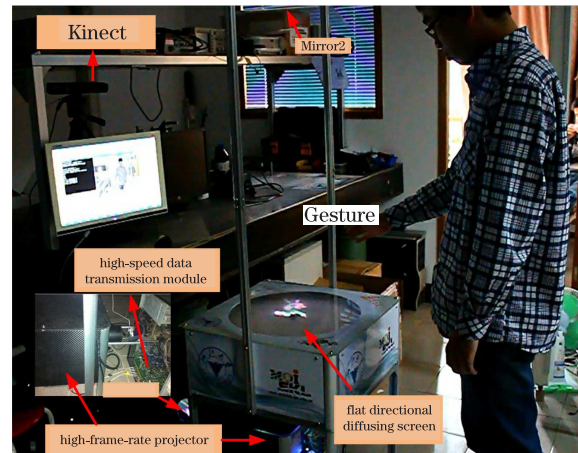 Kinect
Mirror2
Gesture
high-speed data
transmission module
flat directional
diffusing screen
high-frame-rate projector